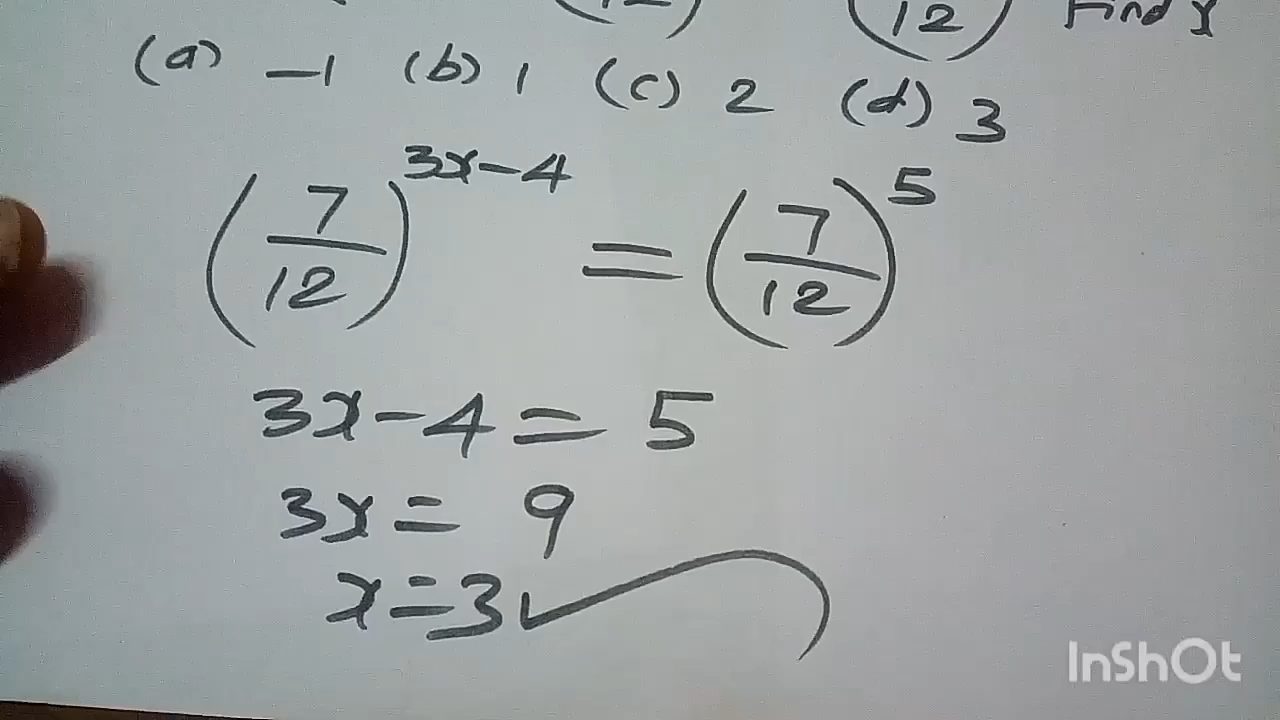 (12) (12) Find x
(a) -1 (b) 1 (c) 2 (d) 3
(7/12)^(3x-4) = (7/12)^5
3x-4 = 5
3x = 9
x=3 ✓
InShOt